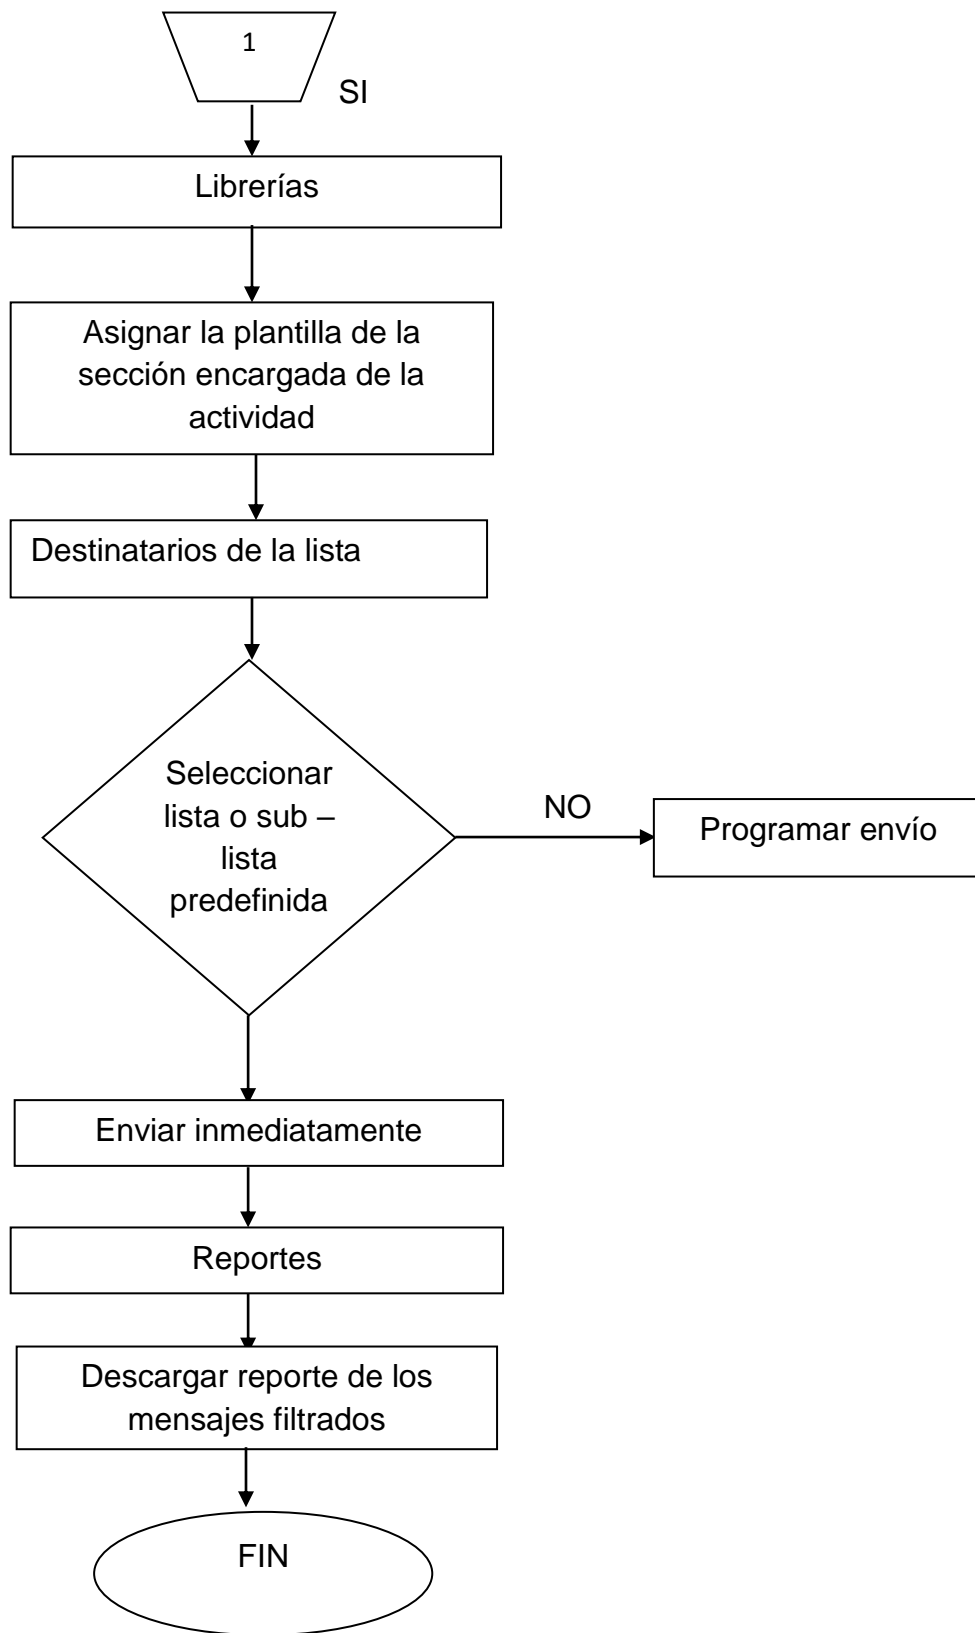 1
SI
Librerías
Asignar la plantilla de la
sección encargada de la
actividad
Destinatarios de la lista
Seleccionar
lista o sub –
lista
predefinida
NO
Programar envío
Enviar inmediatamente
Reportes
Descargar reporte de los
mensajes filtrados
FIN